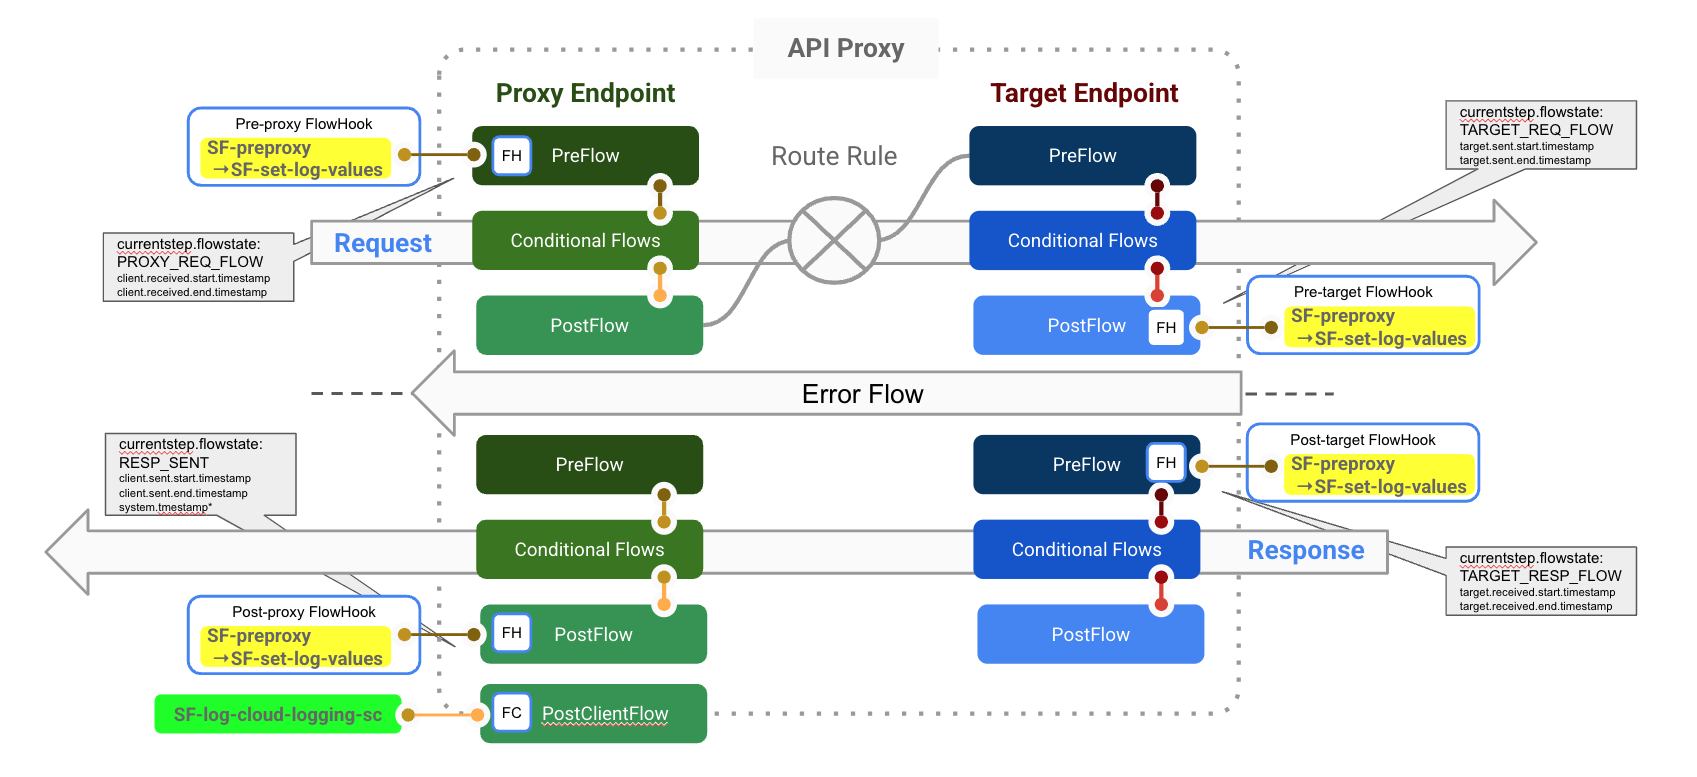 API Proxy
Proxy Endpoint
Target Endpoint
Pre-proxy FlowHook
SF-preproxy
→SF-set-log-values
FH
PreFlow
Route Rule
PreFlow
currentstep.flowstate:
TARGET_REQ_FLOW
target.sent.start.timestamp
target.sent.end.timestamp
currentstep.flowstate:
PROXY_REQ_FLOW
client.received.start.timestamp
client.received.end.timestamp
Request
Conditional Flows
Conditional Flows
PostFlow
PostFlow
FH
Pre-target FlowHook
SF-preproxy
→SF-set-log-values
Error Flow
currentstep.flowstate:
RESP_SENT
client.sent.start.timestamp
client.sent.end.timestamp
system.tmestamp*
PreFlow
PreFlow
FH
Post-target FlowHook
SF-preproxy
→SF-set-log-values
Conditional Flows
Conditional Flows
Response
currentstep.flowstate:
TARGET_RESP_FLOW
target.received.start.timestamp
target.received.end.timestamp
Post-proxy FlowHook
SF-preproxy
→SF-set-log-values
FH
PostFlow
PostFlow
SF-log-cloud-logging-sc
FC
PostClientFlow